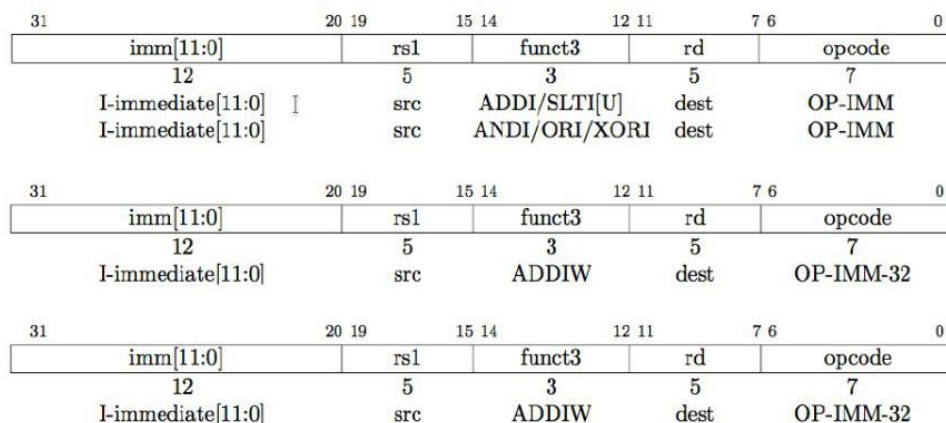 31 20 19 15 14 12 11 7 6 0
imm[11:0] rs1 funct3 rd opcode
12 5 3 5 7
I-immediate[11:0] src ADDI/SLTI[U] dest OP-IMM
I-immediate[11:0] src ANDI/ORI/XORI dest OP-IMM
31 20 19 15 14 12 11 7 6 0
imm[11:0] rs1 funct3 rd opcode
12 5 3 5 7
I-immediate[11:0] src ADDIW dest OP-IMM-32
31 20 19 15 14 12 11 7 6 0
imm[11:0] rs1 funct3 rd opcode
12 5 3 5 7
I-immediate[11:0] src ADDIW dest OP-IMM-32